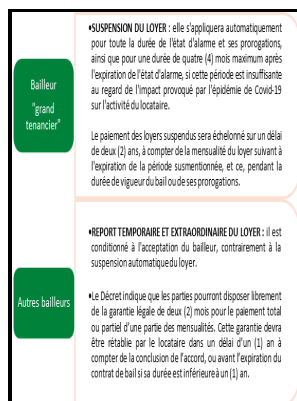 •SUSPENSION DU LOYER : elle s'appliquera automatiquement
pour toute la durée de l'état d'alarme et ses prorogations,
ainsi que pour une durée de quatre (4) mois maximum après
l'expiration de l'état d'alarme, si cette période est insuffisante
au regard de l'impact provoqué par l'épidémie de Covid-19
sur l'activité du locataire.
Le paiement des loyers suspendus sera échelonné sur un délai
de deux (2) ans, à compter de la mensualité du loyer suivant à
l'expiration de la période susmentionnée, et ce, pendant la
durée de vigueur du bail ou de ses prorogations.
Bailleur
"grand
tenancier"
•REPORT TEMPORAIRE ET EXTRAORDINAIRE DU LOYER : il est
conditionné à l'acceptation du bailleur, contrairement à la
suspension automatique du loyer.
•Le Décret indique que les parties pourront disposer librement
de la garantie légale de deux (2) mois pour le paiement total
ou partiel d'une partie des mensualités. Cette garantie devra
être rétablie par le locataire dans un délai d'un (1) an à
compter de la conclusion de l'accord, ou avant l'expiration du
contrat de bail si sa durée est inférieure à un (1) an.
Autres bailleurs